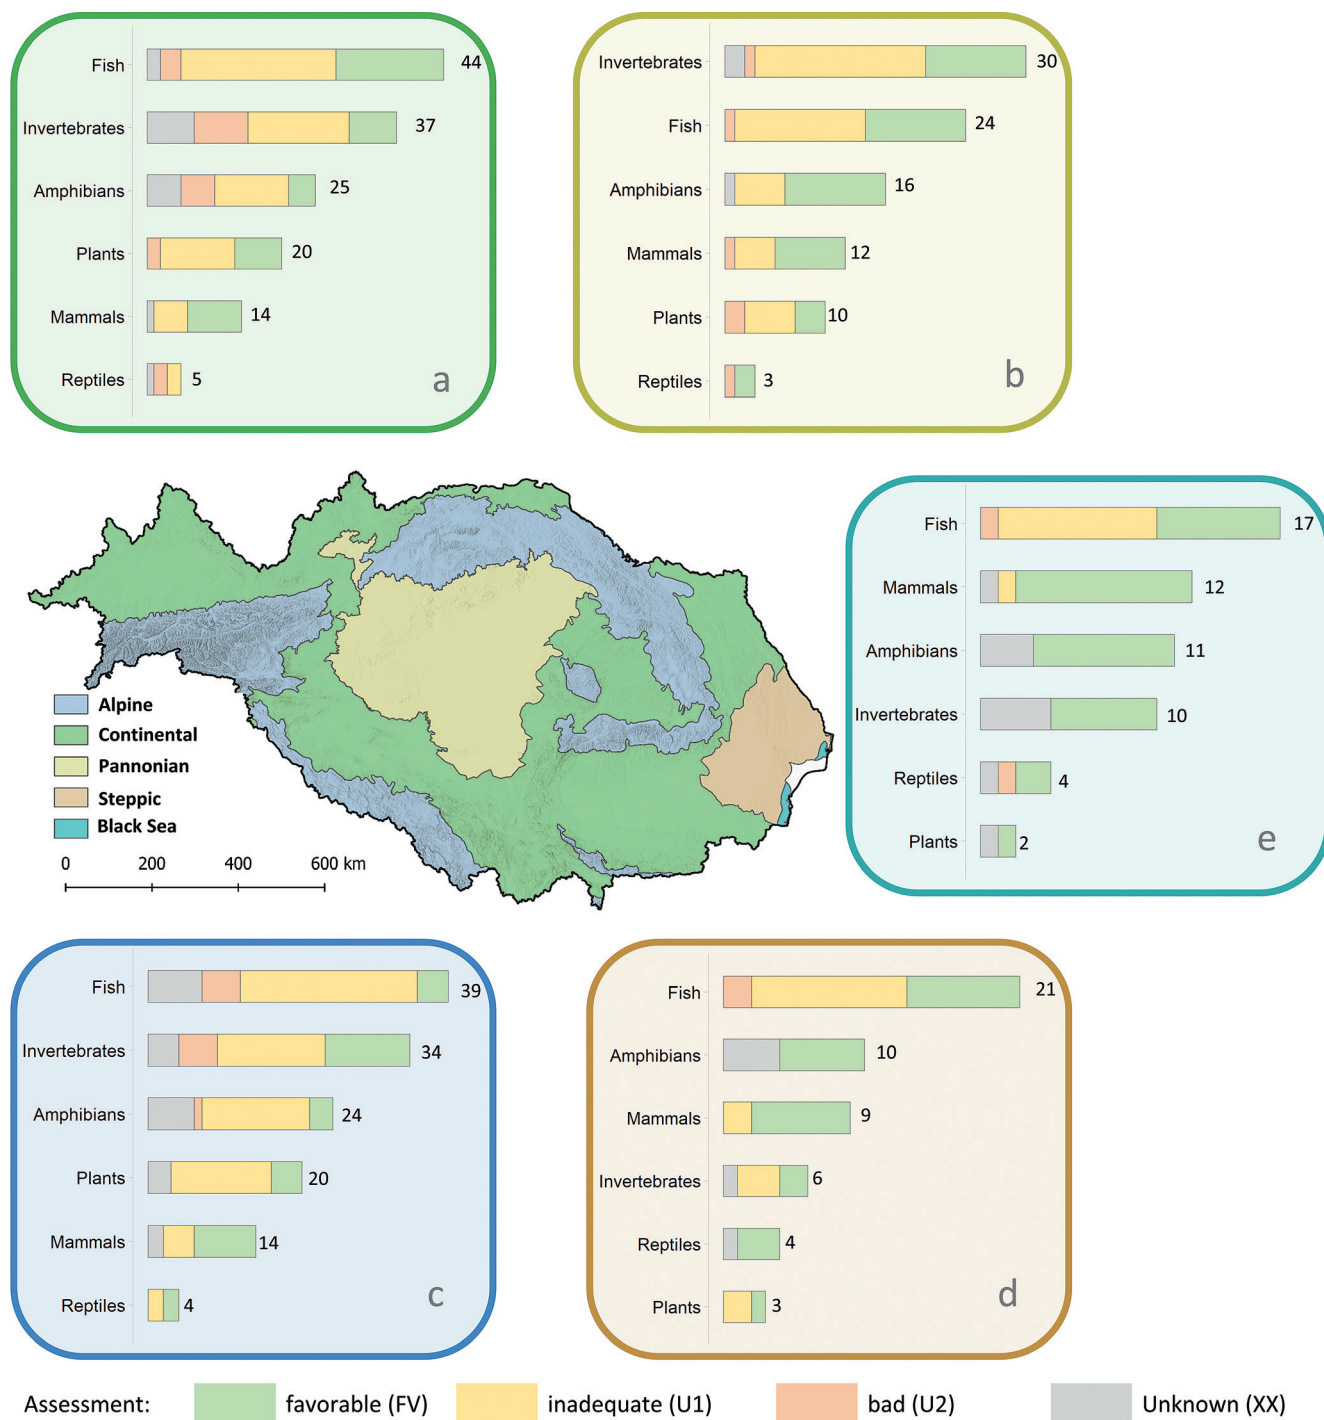 Fish 44
Invertebrates 37
Amphibians 25
Plants 20
Mammals 14
Reptiles 5
a
Invertebrates 30
Fish 24
Amphibians 16
Mammals 12
Plants 10
Reptiles 3
b
Alpine
Continental
Pannonian
Steppic
Black Sea
0 200 400 600 km
Fish 17
Mammals 12
Amphibians 11
Invertebrates 10
Reptiles 4
Plants 2
e
Fish 39
Invertebrates 34
Amphibians 24
Plants 20
Mammals 14
Reptiles 4
c
Fish 21
Amphibians 10
Mammals 9
Invertebrates 6
Reptiles 4
Plants 3
d
Assessment: favorable (FV) inadequate (U1) bad (U2) Unknown (XX)